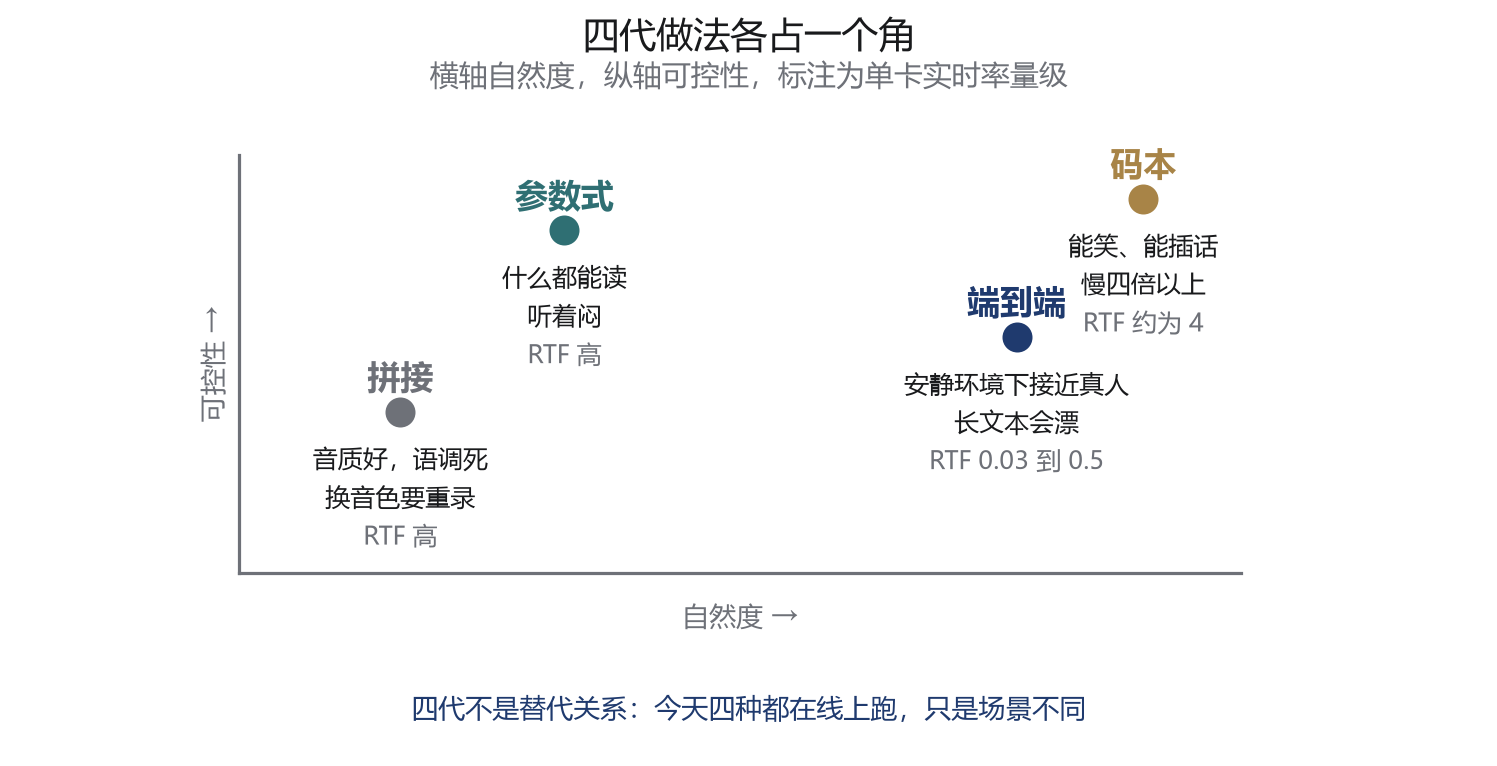 四代做法各占一个角
横轴自然度，纵轴可控性，标注为单卡实时率量级
码本
能笑、能插话
慢四倍以上
RTF 约为 4
参数式
什么都能读
听着闷
RTF 高
端到端
安静环境下接近真人
长文本会漂
RTF 0.03 到 0.5
拼接
音质好，语调死
换音色要重录
RTF 高
可控性 →
自然度 →
四代不是替代关系：今天四种都在线上跑，只是场景不同